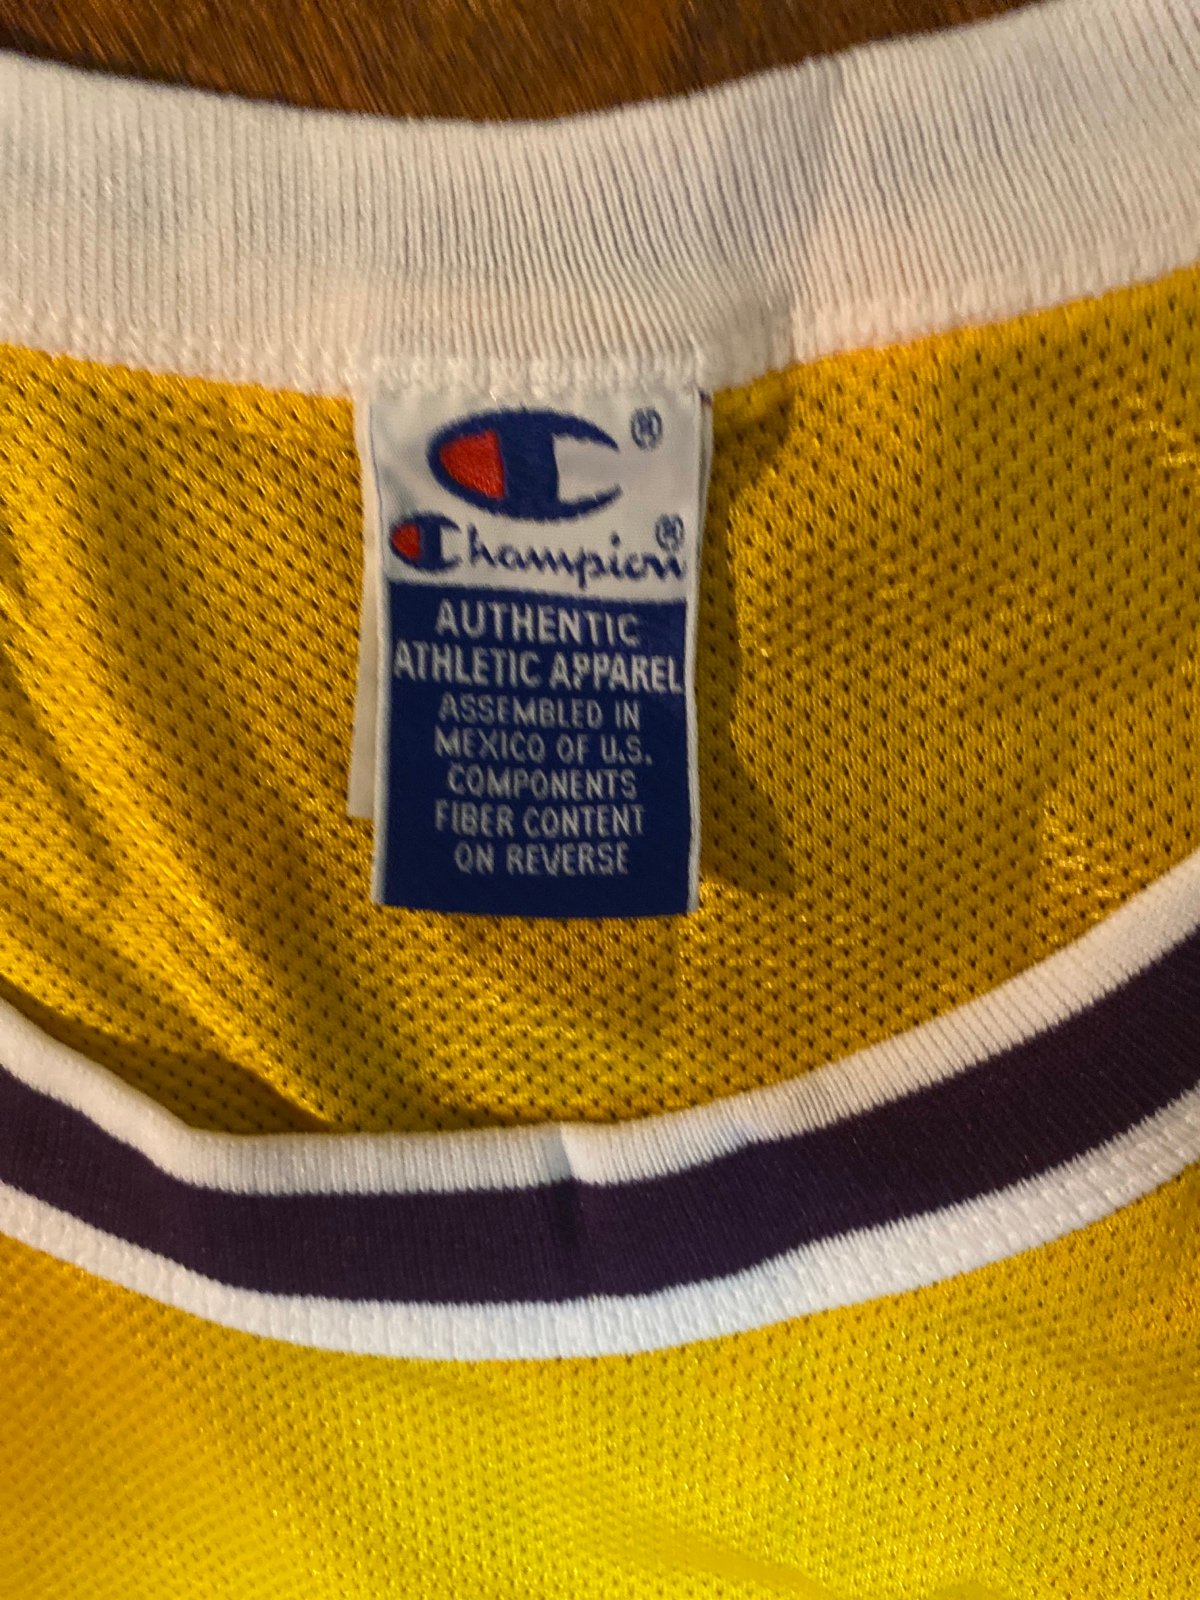 ®
Champion®
AUTHENTIC
ATHLETIC APPAREL
ASSEMBLED IN
MEXICO OF U.S.
COMPONENTS
FIBER CONTENT
ON REVERSE